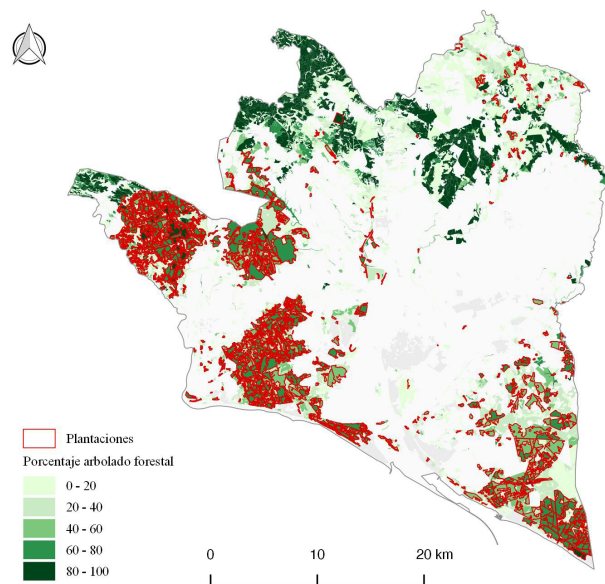 Plantaciones
Porcentaje arbolado forestal
0 - 20
20 - 40
40 - 60
60 - 80
80 - 100
0 10 20 km